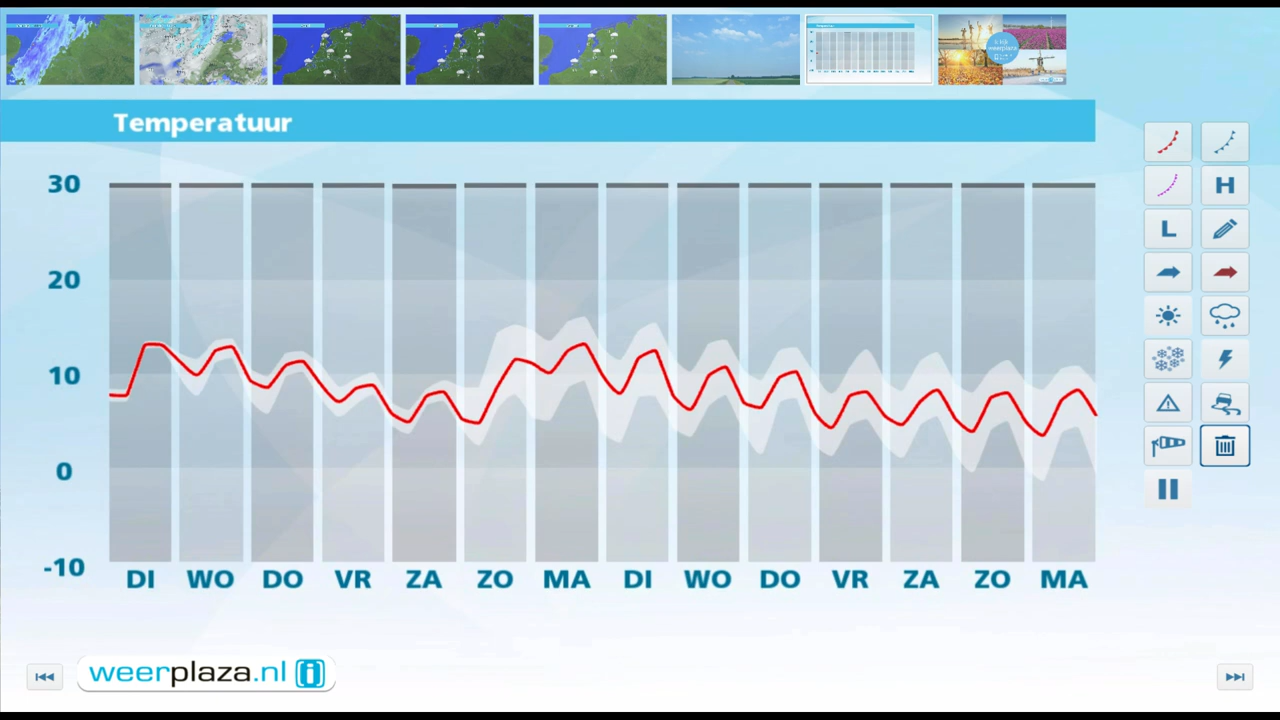 Temperatuur
30
20
10
0
-10
DI WO DO VR ZA ZO MA DI WO DO VR ZA ZO MA
H
L
weerplaza.nl i